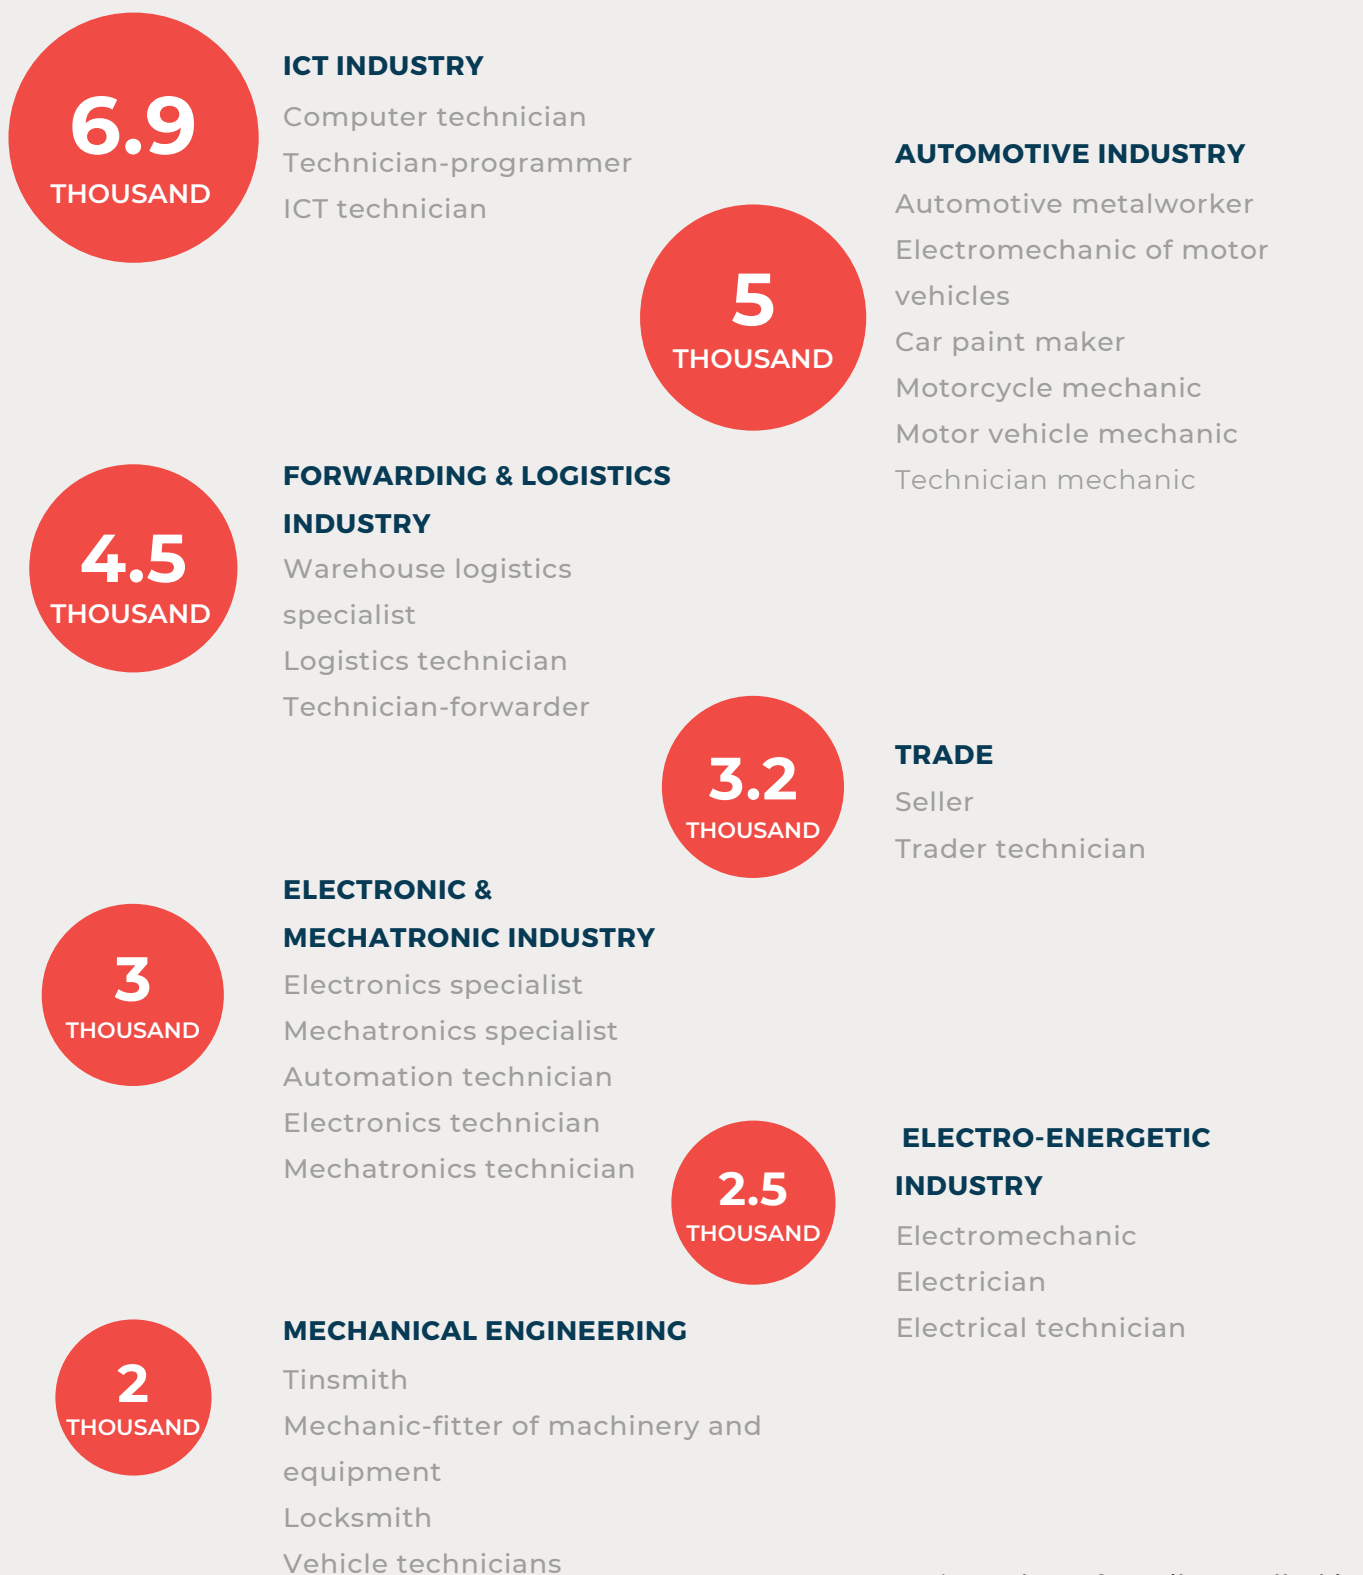 6.9
THOUSAND
ICT INDUSTRY
Computer technician
Technician-programmer
ICT technician
5
THOUSAND
AUTOMOTIVE INDUSTRY
Automotive metalworker
Electromechanic of motor
vehicles
Car paint maker
Motorcycle mechanic
Motor vehicle mechanic
Technician mechanic
4.5
THOUSAND
FORWARDING & LOGISTICS
INDUSTRY
Warehouse logistics
specialist
Logistics technician
Technician-forwarder
3.2
THOUSAND
TRADE
Seller
Trader technician
3
THOUSAND
ELECTRONIC &
MECHATRONIC INDUSTRY
Electronics specialist
Mechatronics specialist
Automation technician
Electronics technician
Mechatronics technician
2.5
THOUSAND
ELECTRO-ENERGETIC
INDUSTRY
Electromechanic
Electrician
Electrical technician
2
THOUSAND
MECHANICAL ENGINEERING
Tinsmith
Mechanic-fitter of machinery and
equipment
Locksmith
Vehicle technicians